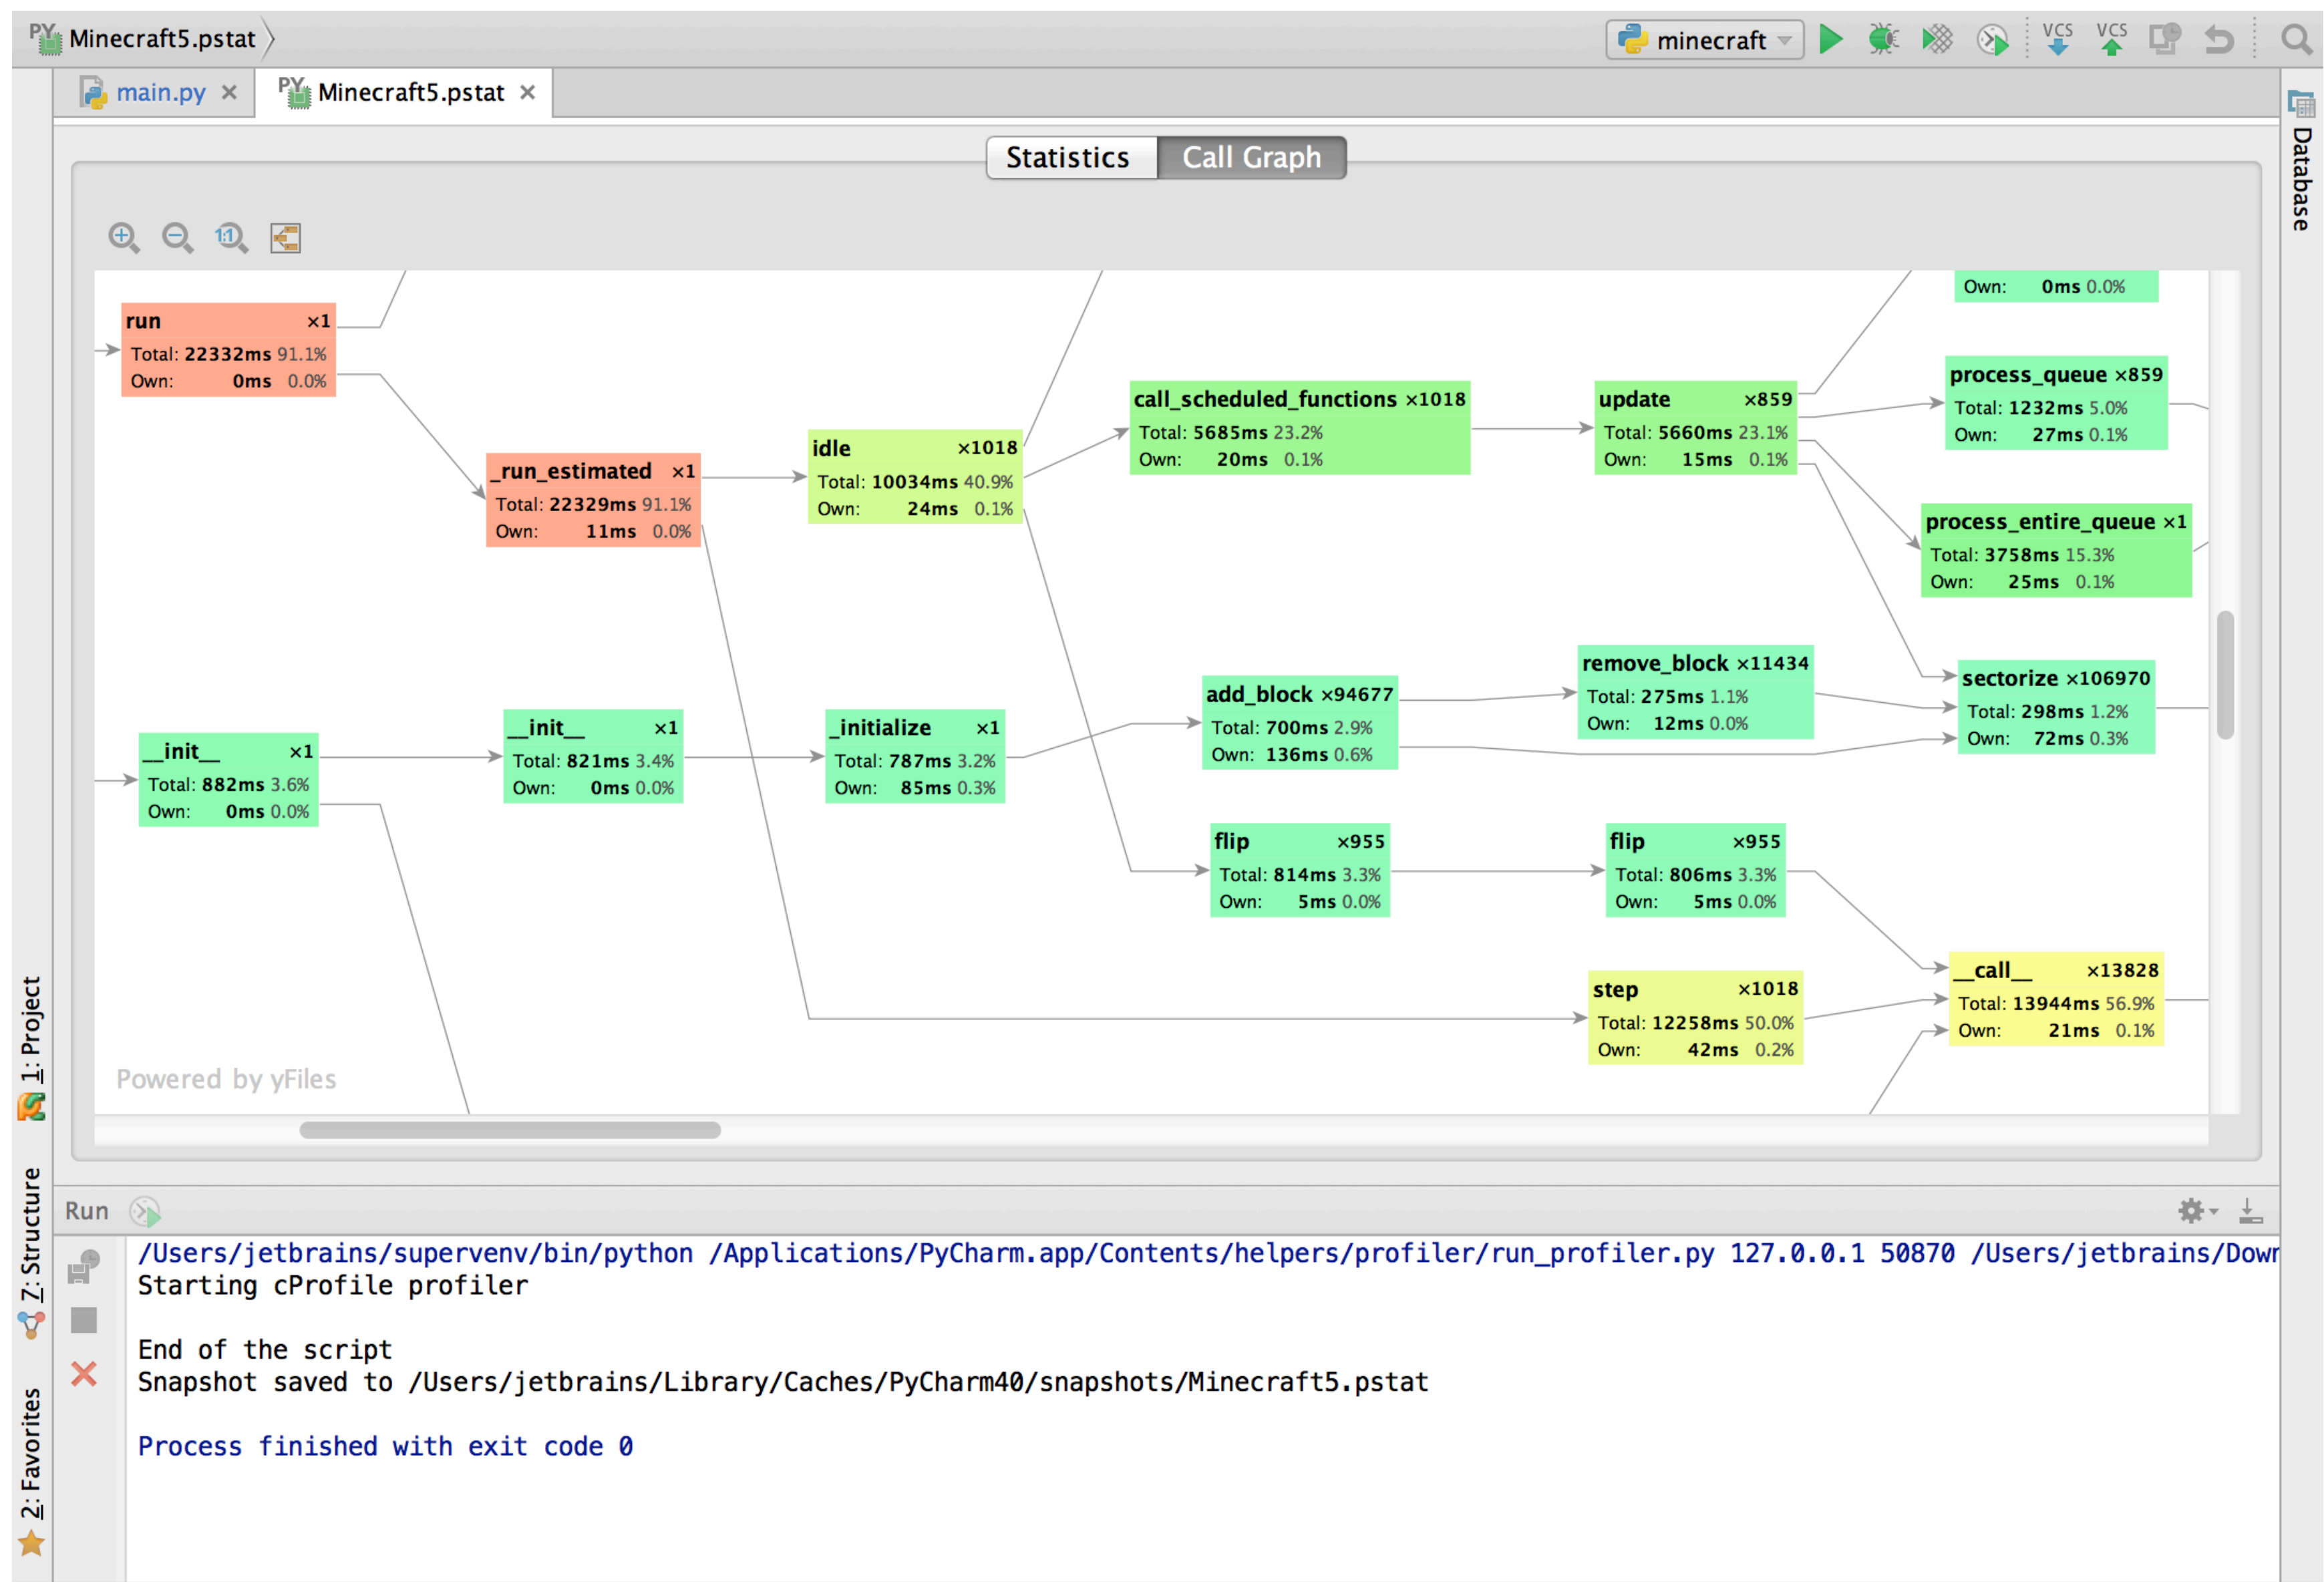 PY Minecraft5.pstat
minecraft
VCS VCS
main.py × PY Minecraft5.pstat ×
Database
Statistics Call Graph
1:1
Own: 0ms 0.0%
run ×1
Total: 22332ms 91.1%
Own: 0ms 0.0%
process_queue ×859
Total: 1232ms 5.0%
Own: 27ms 0.1%
call_scheduled_functions ×1018
Total: 5685ms 23.2%
Own: 20ms 0.1%
update ×859
Total: 5660ms 23.1%
Own: 15ms 0.1%
idle ×1018
Total: 10034ms 40.9%
Own: 24ms 0.1%
_run_estimated ×1
Total: 22329ms 91.1%
Own: 11ms 0.0%
process_entire_queue ×1
Total: 3758ms 15.3%
Own: 25ms 0.1%
remove_block ×11434
Total: 275ms 1.1%
Own: 12ms 0.0%
sectorize ×106970
Total: 298ms 1.2%
Own: 72ms 0.3%
add_block ×94677
Total: 700ms 2.9%
Own: 136ms 0.6%
__init__ ×1
Total: 882ms 3.6%
Own: 0ms 0.0%
__init__ ×1
Total: 821ms 3.4%
Own: 0ms 0.0%
_initialize ×1
Total: 787ms 3.2%
Own: 85ms 0.3%
flip ×955
Total: 814ms 3.3%
Own: 5ms 0.0%
flip ×955
Total: 806ms 3.3%
Own: 5ms 0.0%
step ×1018
Total: 12258ms 50.0%
Own: 42ms 0.2%
__call__ ×13828
Total: 13944ms 56.9%
Own: 21ms 0.1%
Powered by yFiles
1: Project
7: Structure
2: Favorites
Run
/Users/jetbrains/supervenv/bin/python /Applications/PyCharm.app/Contents/helpers/profiler/run_profiler.py 127.0.0.1 50870 /Users/jetbrains/Down
Starting cProfile profiler
End of the script
Snapshot saved to /Users/jetbrains/Library/Caches/PyCharm40/snapshots/Minecraft5.pstat
Process finished with exit code 0